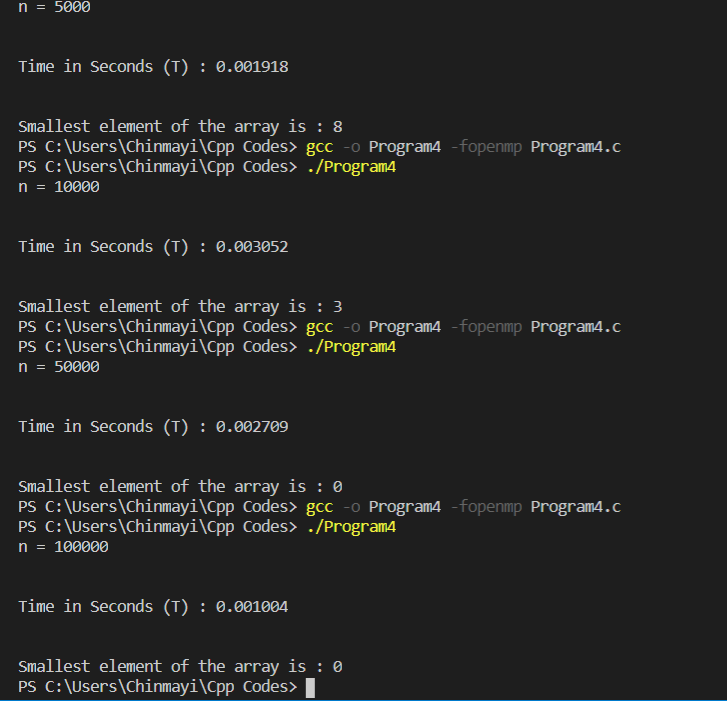 n = 5000
Time in Seconds (T) : 0.001918
Smallest element of the array is : 8
PS C:\Users\Chinmayi\Cpp Codes> gcc -o Program4 -fopenmp Program4.c
PS C:\Users\Chinmayi\Cpp Codes> ./Program4
n = 10000
Time in Seconds (T) : 0.003052
Smallest element of the array is : 3
PS C:\Users\Chinmayi\Cpp Codes> gcc -o Program4 -fopenmp Program4.c
PS C:\Users\Chinmayi\Cpp Codes> ./Program4
n = 50000
Time in Seconds (T) : 0.002709
Smallest element of the array is : 0
PS C:\Users\Chinmayi\Cpp Codes> gcc -o Program4 -fopenmp Program4.c
PS C:\Users\Chinmayi\Cpp Codes> ./Program4
n = 100000
Time in Seconds (T) : 0.001004
Smallest element of the array is : 0
PS C:\Users\Chinmayi\Cpp Codes>